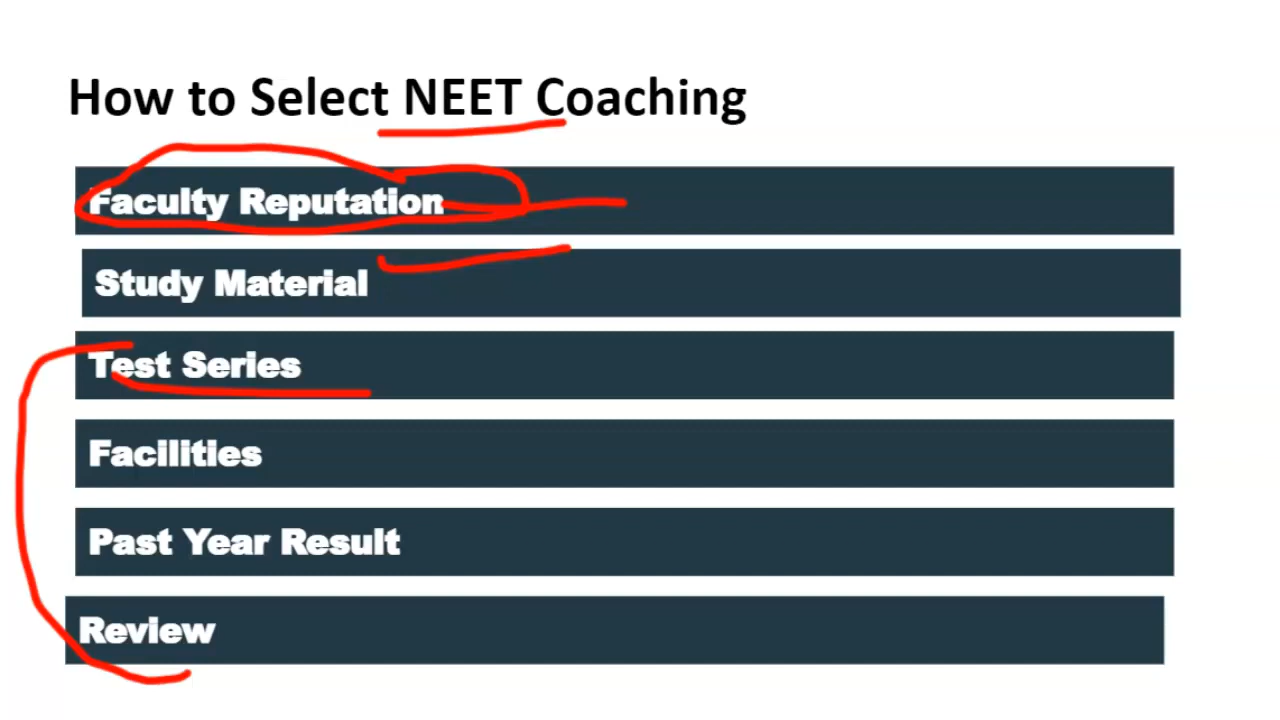 How to Select NEET Coaching
Faculty Reputation
Study Material
Test Series
Facilities
Past Year Result
Review